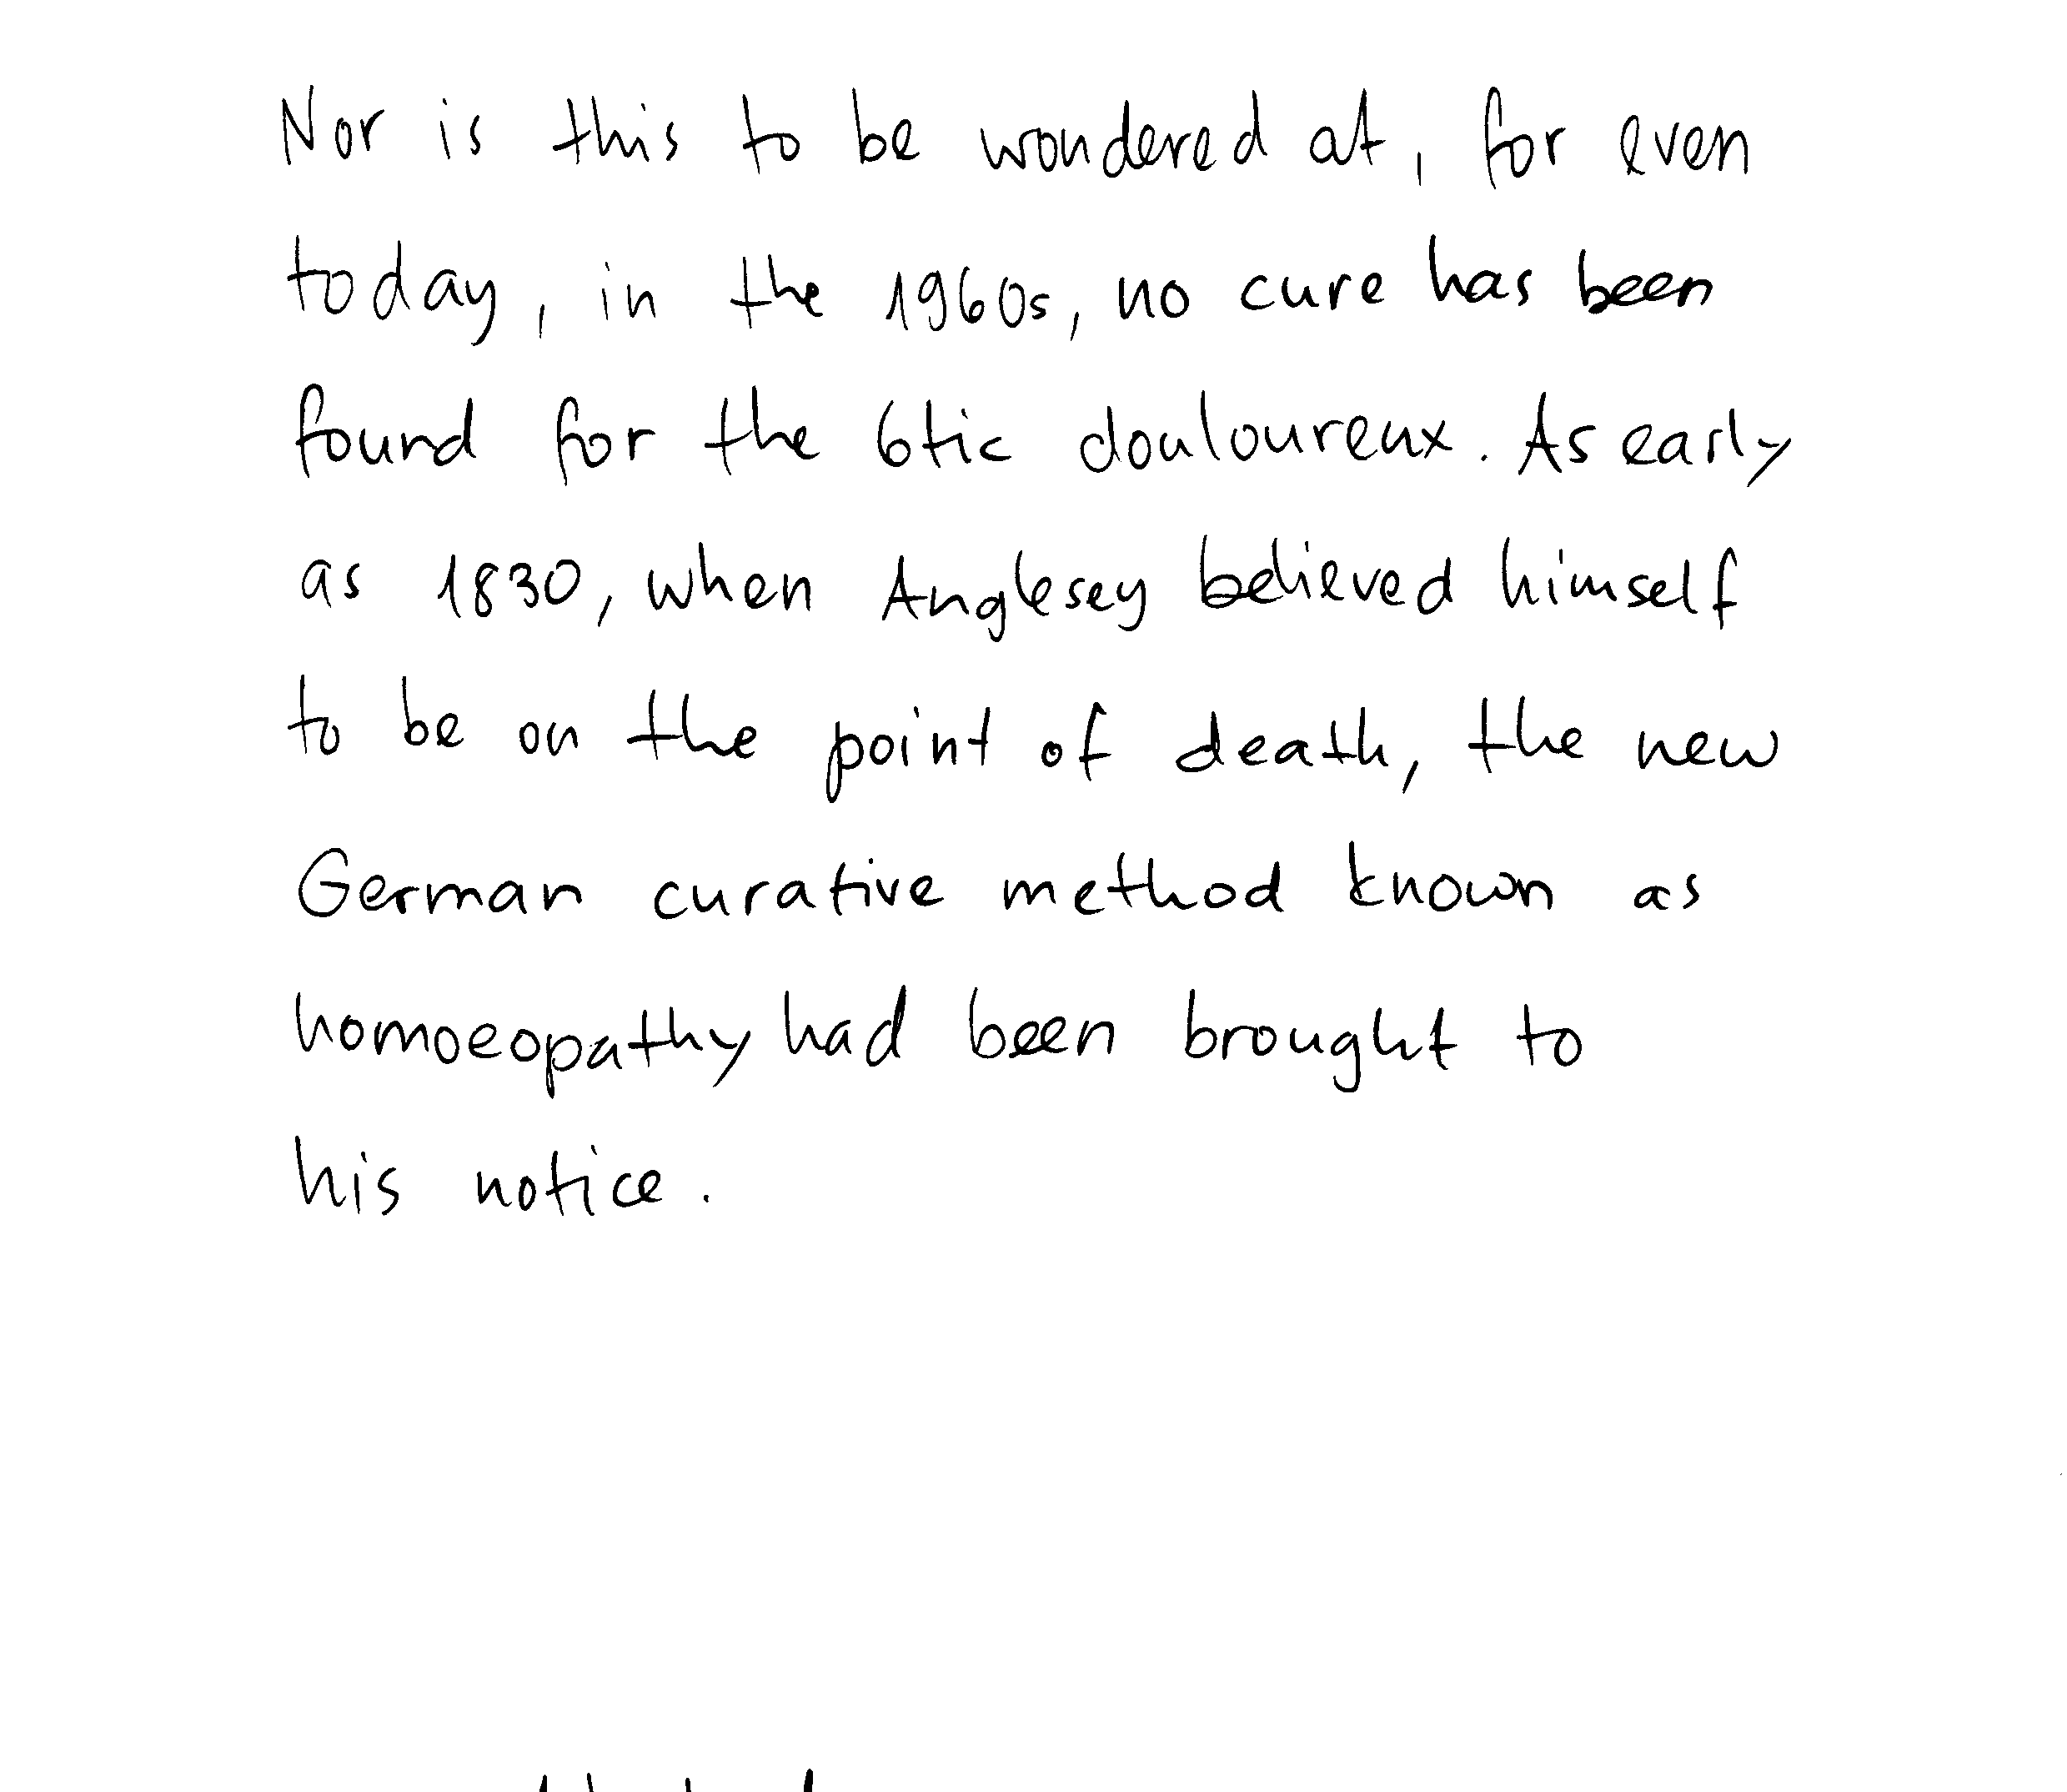 Nor is this to be wondered at, for even
today, in the 1960s, no cure has been
found for the 6tic douloureux. As early
as 1830, when Anglesey believed himself
to be on the point of death, the new
German curative method known as
homoeopathy had been brought to
his notice.